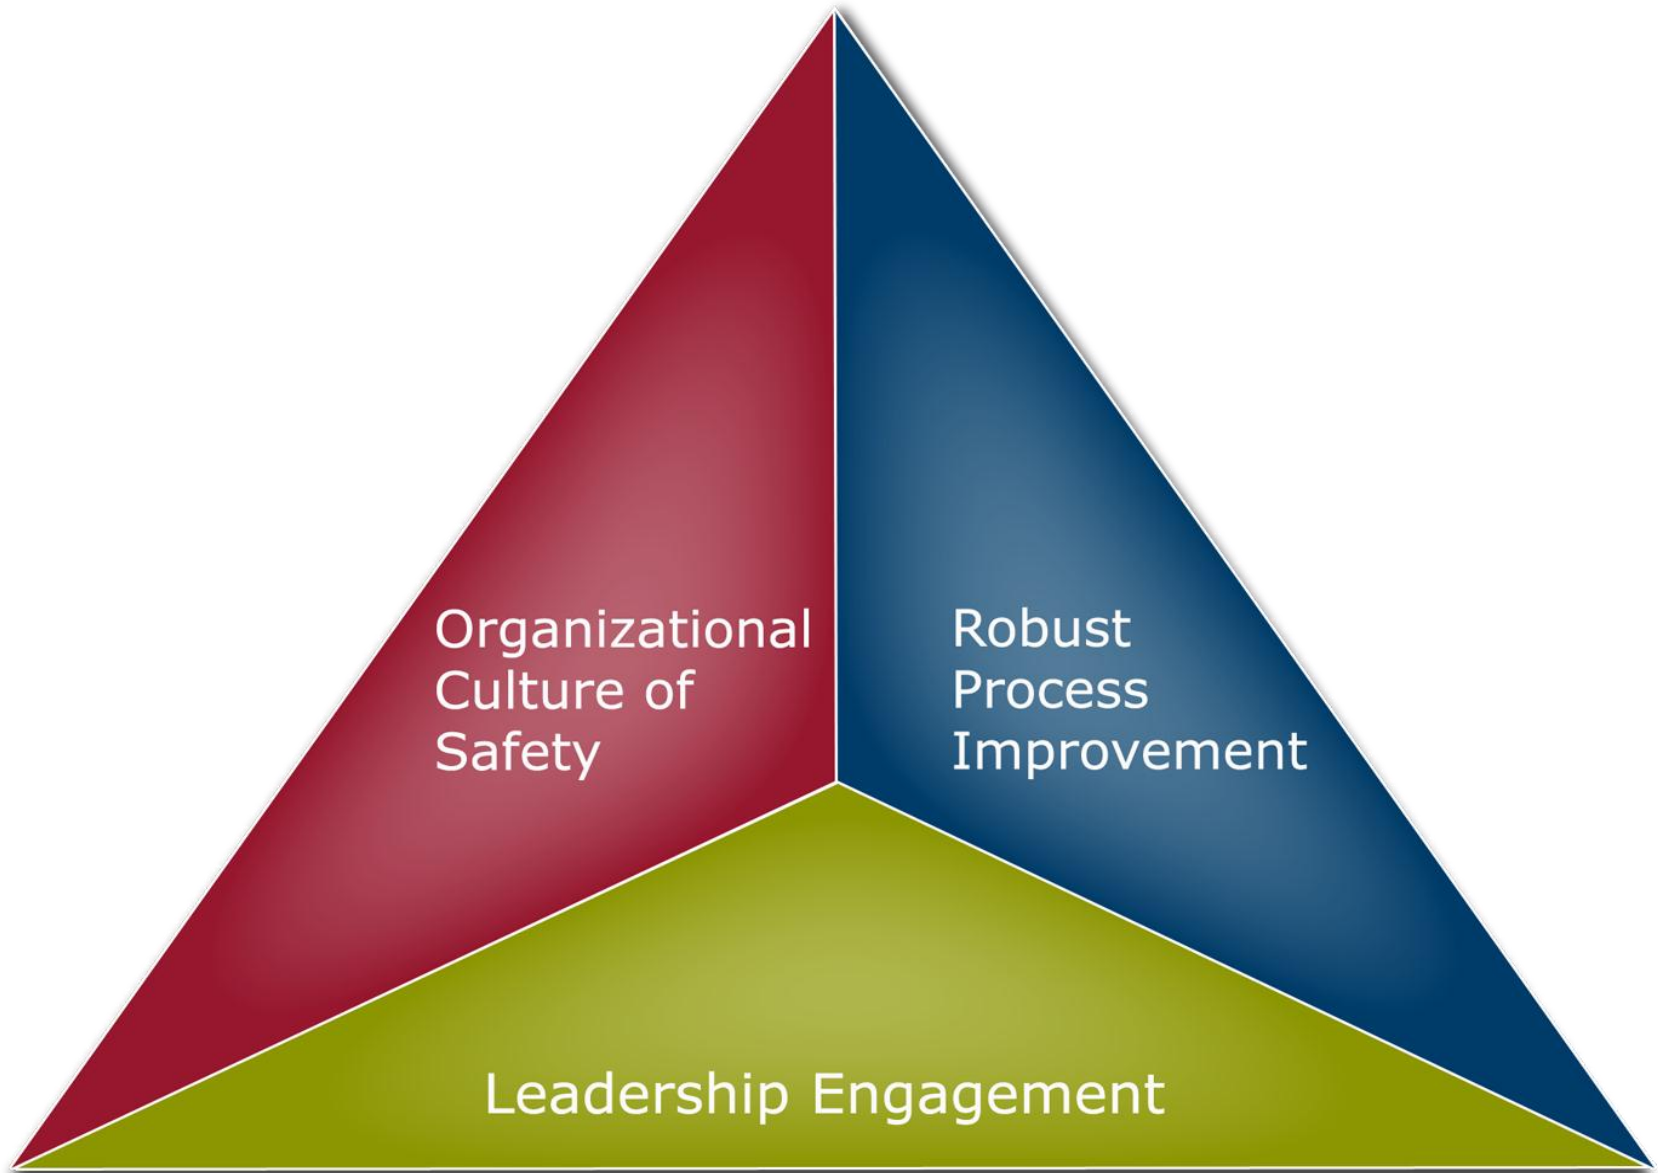 Organizational
Culture of
Safety
Robust
Process
Improvement
Leadership Engagement